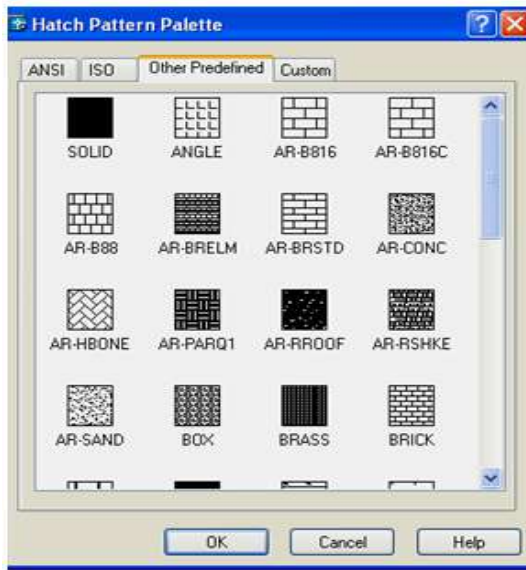 Hatch Pattern Palette
ANSI ISO Other Predefined Custom
SOLID ANGLE AR-B816 AR-B816C
AR-B88 AR-BRELM AR-BRSTD AR-CONC
AR-HBONE AR-PARQ1 AR-RROOF AR-RSHKE
AR-SAND BOX BRASS BRICK
OK Cancel Help